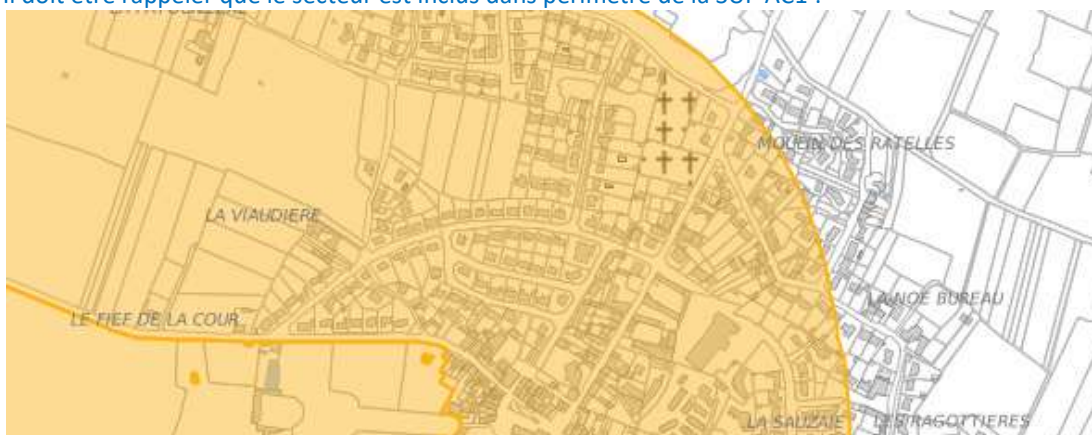 Il doit être rappeler que le secteur est inclus dans périmètre de la SUP AC1 :
MOULIN DES RATELLES
LA VIAUDIERE
LA NOE BUREAU
LE FIEF DE LA COUR
LA SAUZAIE
LES RAGOTTIERES